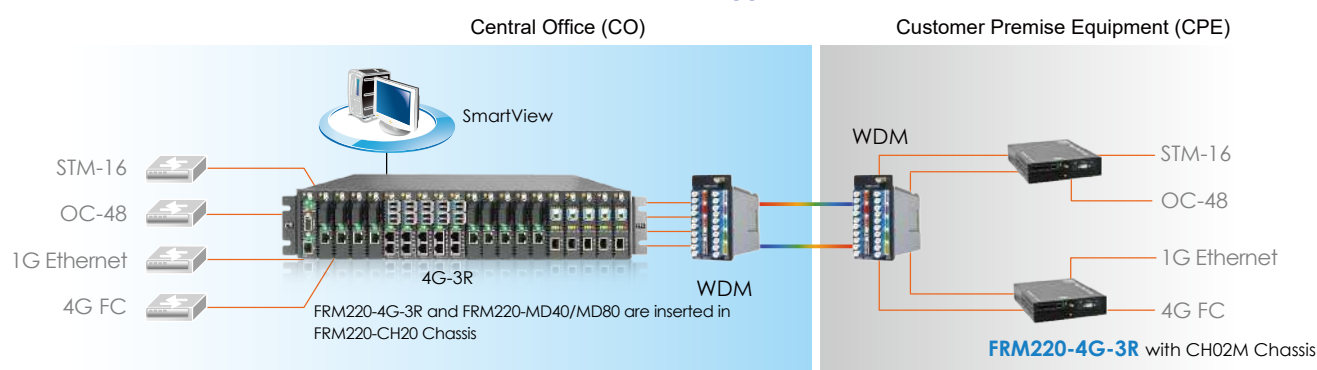 Central Office (CO)
Customer Premise Equipment (CPE)
SmartView
STM-16
OC-48
1G Ethernet
4G FC
4G-3R
FRM220-4G-3R and FRM220-MD40/MD80 are inserted in
FRM220-CH20 Chassis
WDM
WDM
STM-16
OC-48
1G Ethernet
4G FC
FRM220-4G-3R with CH02M Chassis